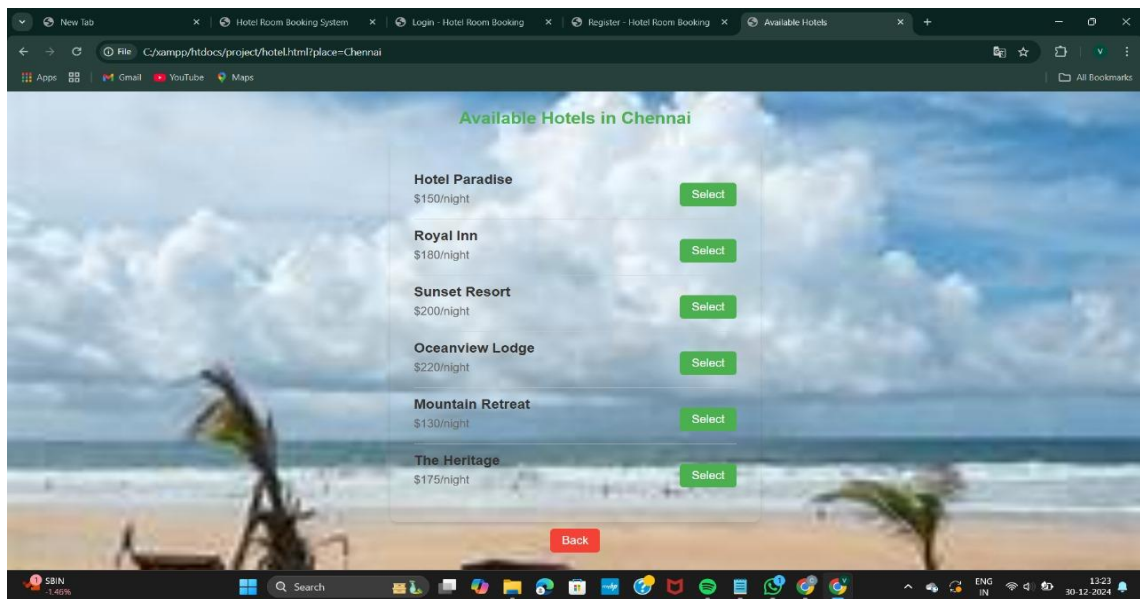 New Tab
Hotel Room Booking System
Login - Hotel Room Booking
Register - Hotel Room Booking
Available Hotels
File
C:/xampp/htdocs/project/hotel.html?place=Chennai
V
Apps
Gmail
YouTube
Maps
All Bookmarks
Available Hotels in Chennai
Hotel Paradise
$150/night
Select
Royal Inn
$180/night
Select
Sunset Resort
$200/night
Select
Oceanview Lodge
$220/night
Select
Mountain Retreat
$130/night
Select
The Heritage
$175/night
Select
Back
1
SBIN
-1.46%
Search
ENG
IN
13:23
30-12-2024